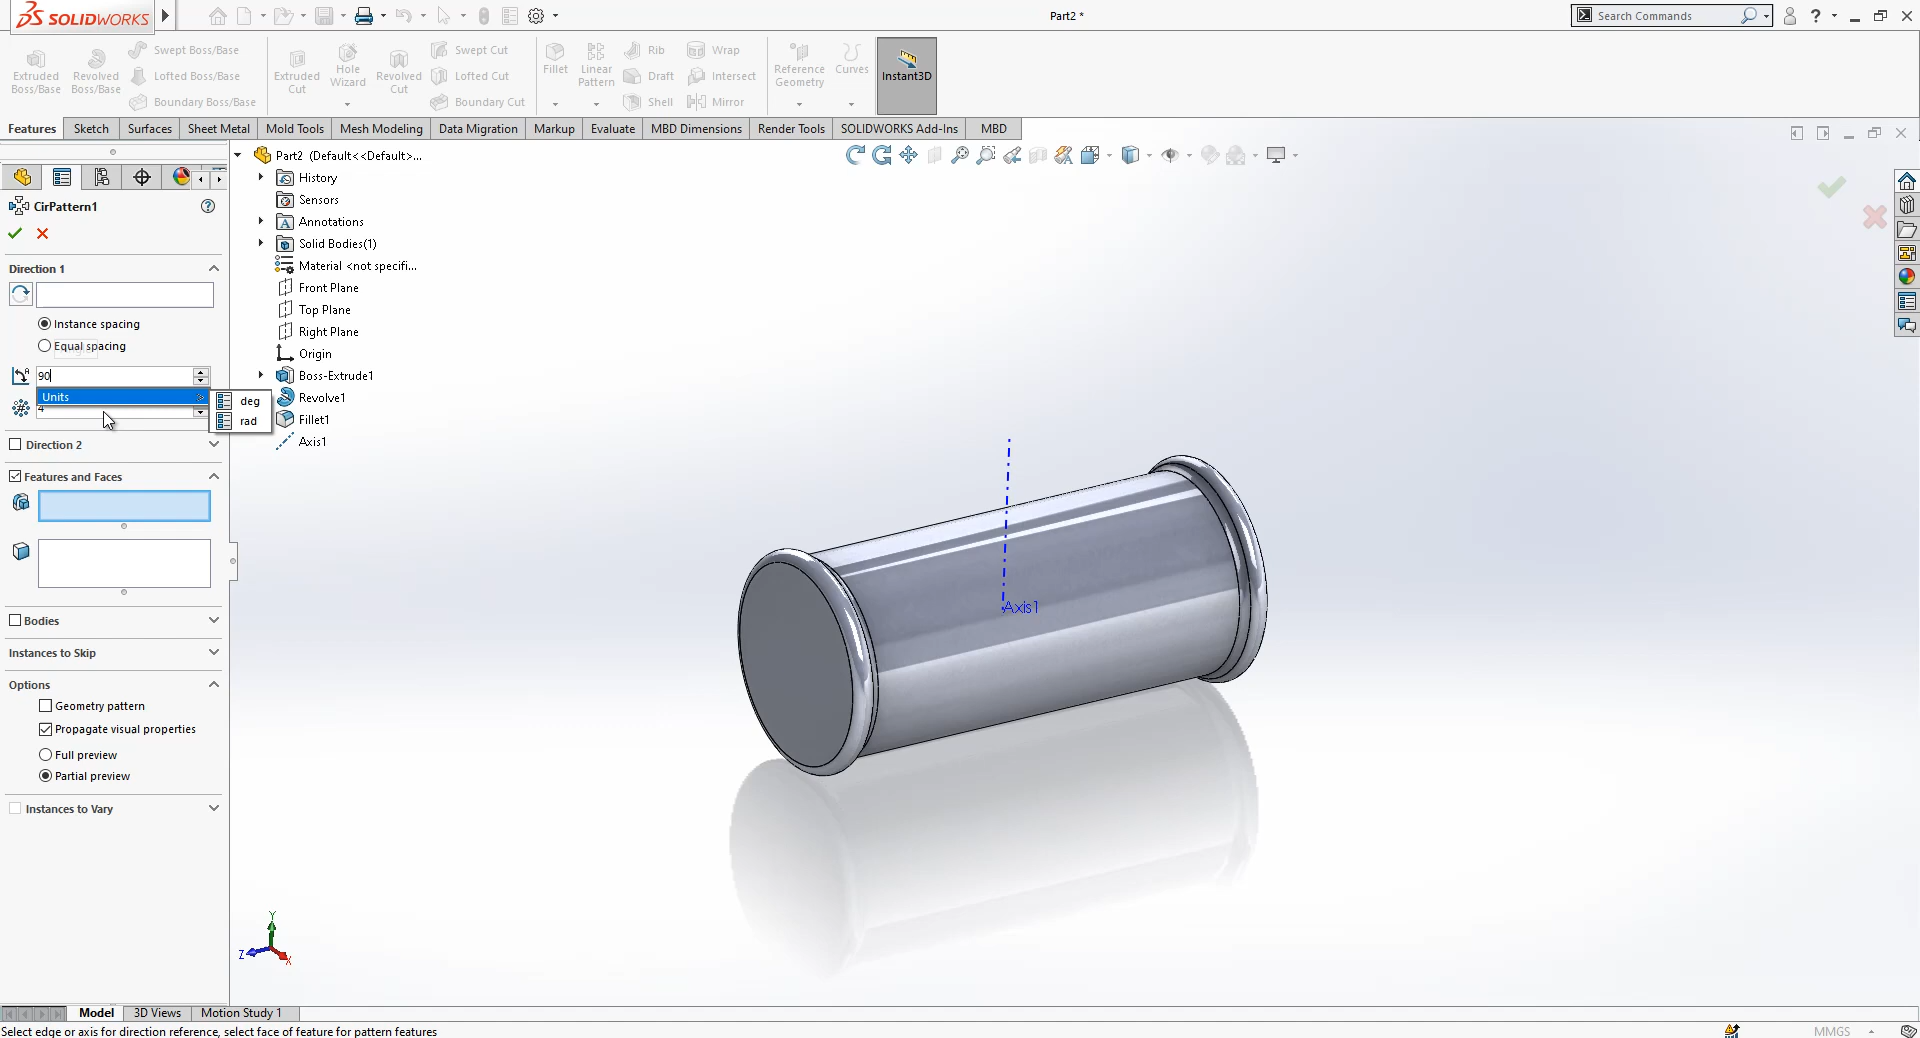 SOLIDWORKS
Part2 *
Search Commands
Extruded Boss/Base
Revolved Boss/Base
Swept Boss/Base
Lofted Boss/Base
Boundary Boss/Base
Extruded Cut
Hole Wizard
Revolved Cut
Swept Cut
Lofted Cut
Boundary Cut
Fillet
Linear Pattern
Rib
Draft
Shell
Wrap
Intersect
Mirror
Reference Geometry
Curves
Instant3D
Features
Sketch
Surfaces
Sheet Metal
Mold Tools
Mesh Modeling
Data Migration
Markup
Evaluate
MBD Dimensions
Render Tools
SOLIDWORKS Add-Ins
MBD
CirPattern1
Direction 1
Instance spacing
Equal spacing
90
Units
deg
rad
4
Direction 2
Features and Faces
Bodies
Instances to Skip
Options
Geometry pattern
Propagate visual properties
Full preview
Partial preview
Instances to Vary
Part2 (Default<<Default>...
History
Sensors
Annotations
Solid Bodies(1)
Material <not specifi...
Front Plane
Top Plane
Right Plane
Origin
Boss-Extrude1
Revolve1
Fillet1
Axis1
Axis1
Y
Z
X
Model
3D Views
Motion Study 1
Select edge or axis for direction reference, select face of feature for pattern features
MMGS